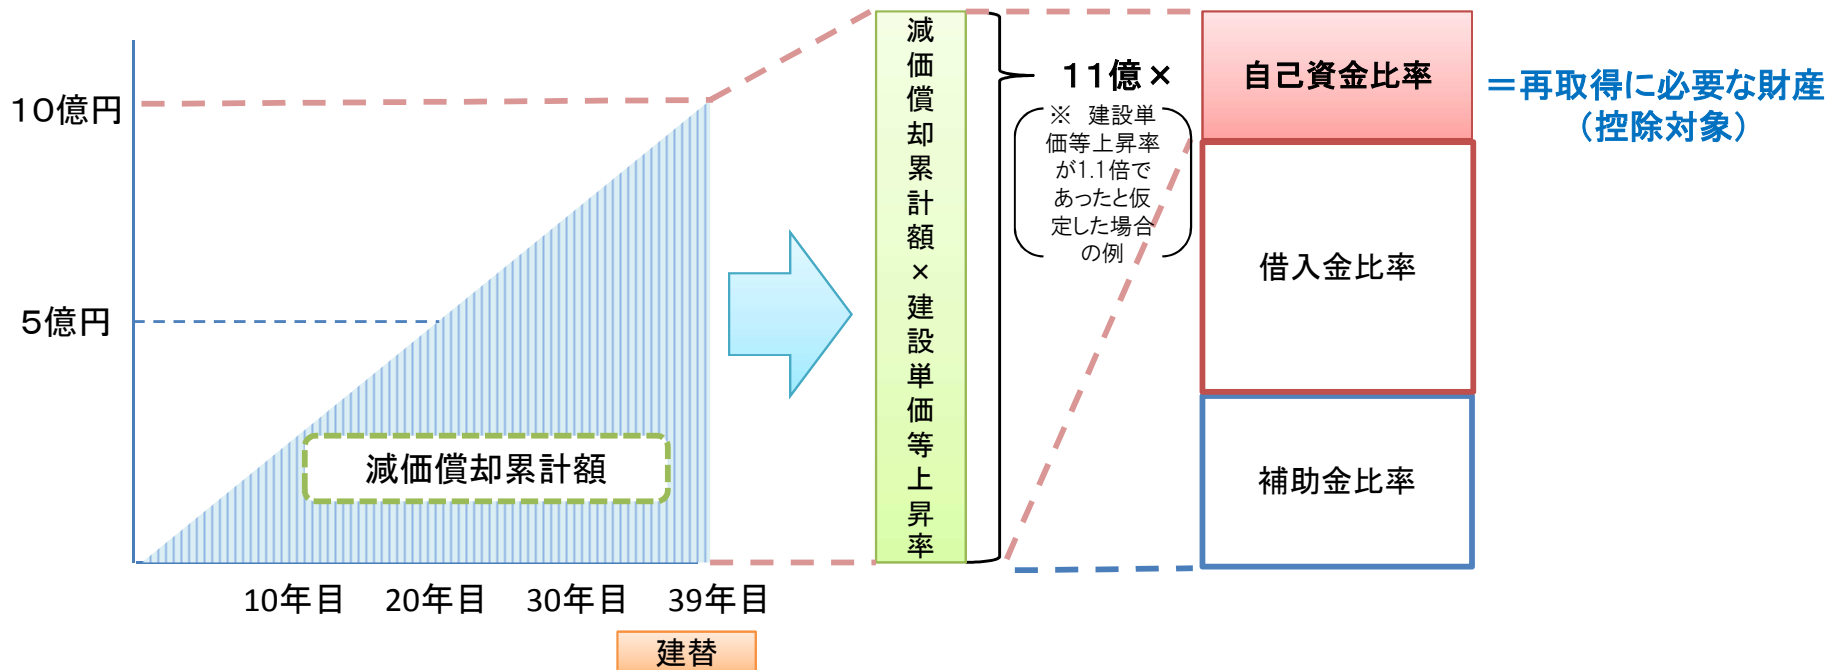 10億円
5億円
減価償却累計額
10年目
20年目
30年目
39年目
建替
減価償却累計額×建設単価等上昇率
11億×
※ 建設単
価等上昇率
が1.1倍で
あったと仮
定した場合
の例
自己資金比率
借入金比率
補助金比率
＝再取得に必要な財産
（控除対象）